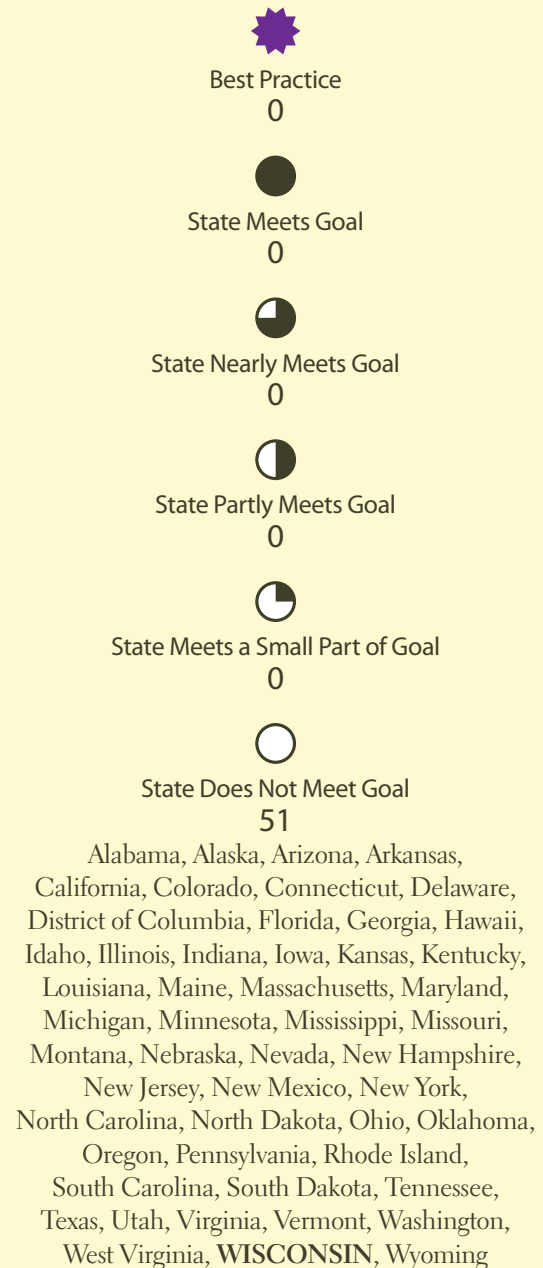 Best Practice
0
State Meets Goal
0
State Nearly Meets Goal
0
State Partly Meets Goal
0
State Meets a Small Part of Goal
0
State Does Not Meet Goal
51
Alabama, Alaska, Arizona, Arkansas,
California, Colorado, Connecticut, Delaware,
District of Columbia, Florida, Georgia, Hawaii,
Idaho, Illinois, Indiana, Iowa, Kansas, Kentucky,
Louisiana, Maine, Massachusetts, Maryland,
Michigan, Minnesota, Mississippi, Missouri,
Montana, Nebraska, Nevada, New Hampshire,
New Jersey, New Mexico, New York,
North Carolina, North Dakota, Ohio, Oklahoma,
Oregon, Pennsylvania, Rhode Island,
South Carolina, South Dakota, Tennessee,
Texas, Utah, Virginia, Vermont, Washington,
West Virginia, WISCONSIN, Wyoming